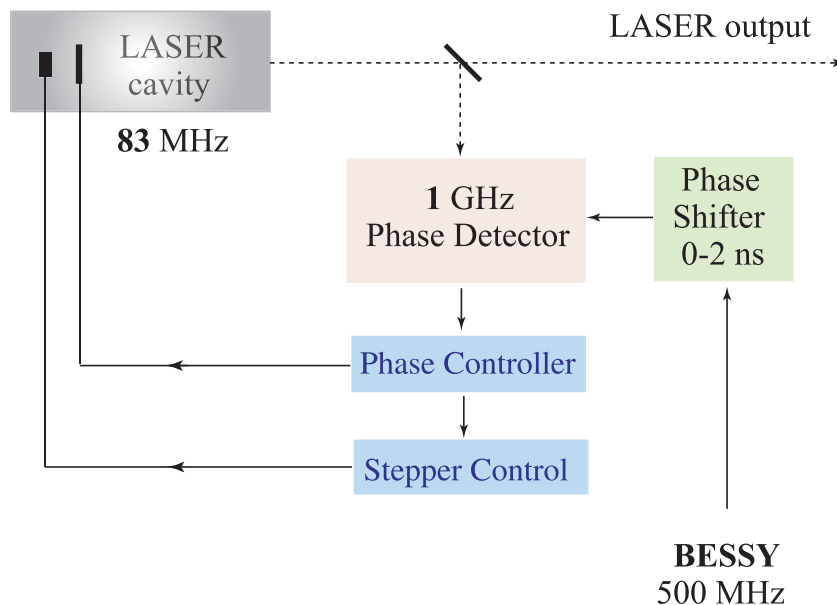 LASER
cavity
LASER output
83 MHz
1 GHz
Phase Detector
Phase
Shifter
0-2 ns
Phase Controller
Stepper Control
BESSY
500 MHz